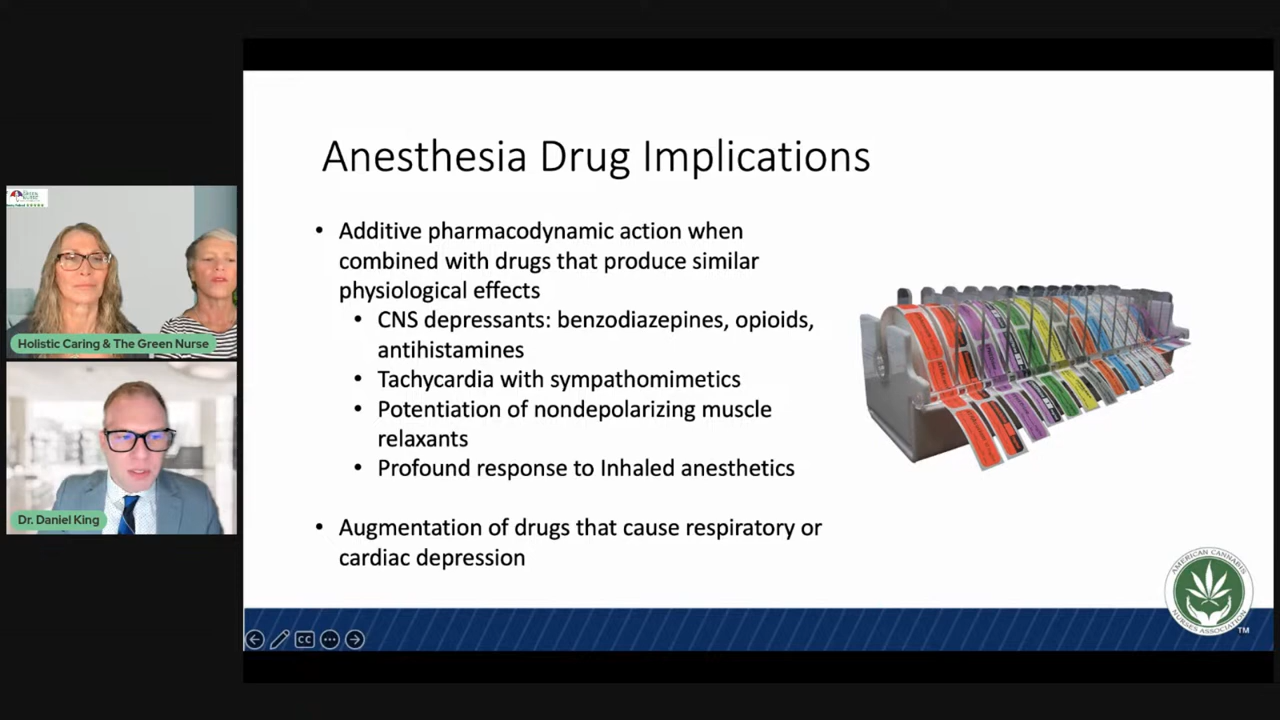 Anesthesia Drug Implications
• Additive pharmacodynamic action when
combined with drugs that produce similar
physiological effects
• CNS depressants: benzodiazepines, opioids,
antihistamines
• Tachycardia with sympathomimetics
• Potentiation of nondepolarizing muscle
relaxants
• Profound response to Inhaled anesthetics
• Augmentation of drugs that cause respiratory or
cardiac depression
Holistic Caring & The Green Nurse
Dr. Daniel King
CC
AMERICAN CANNABIS
NURSES ASSOCIATION
TM